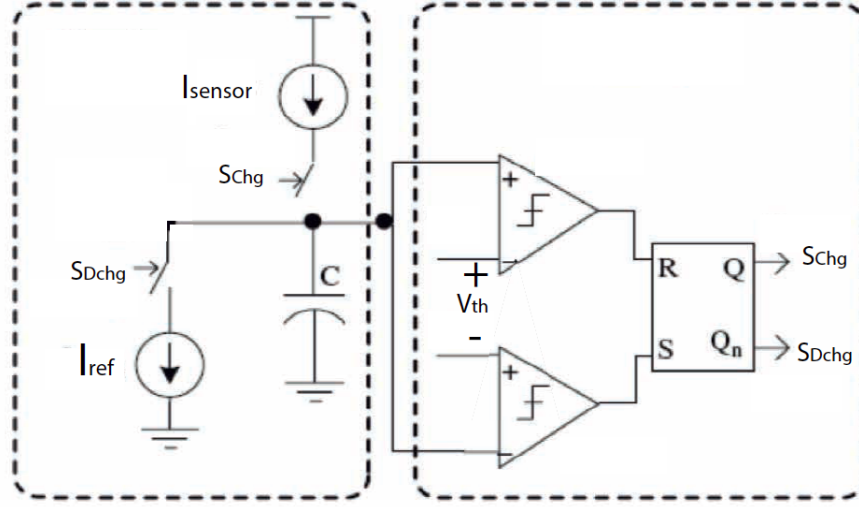 Isensor
SChg
SDchg
C
Iref
+
−
+
Vth
-
+
−
R Q
S Qn
SChg
SDchg